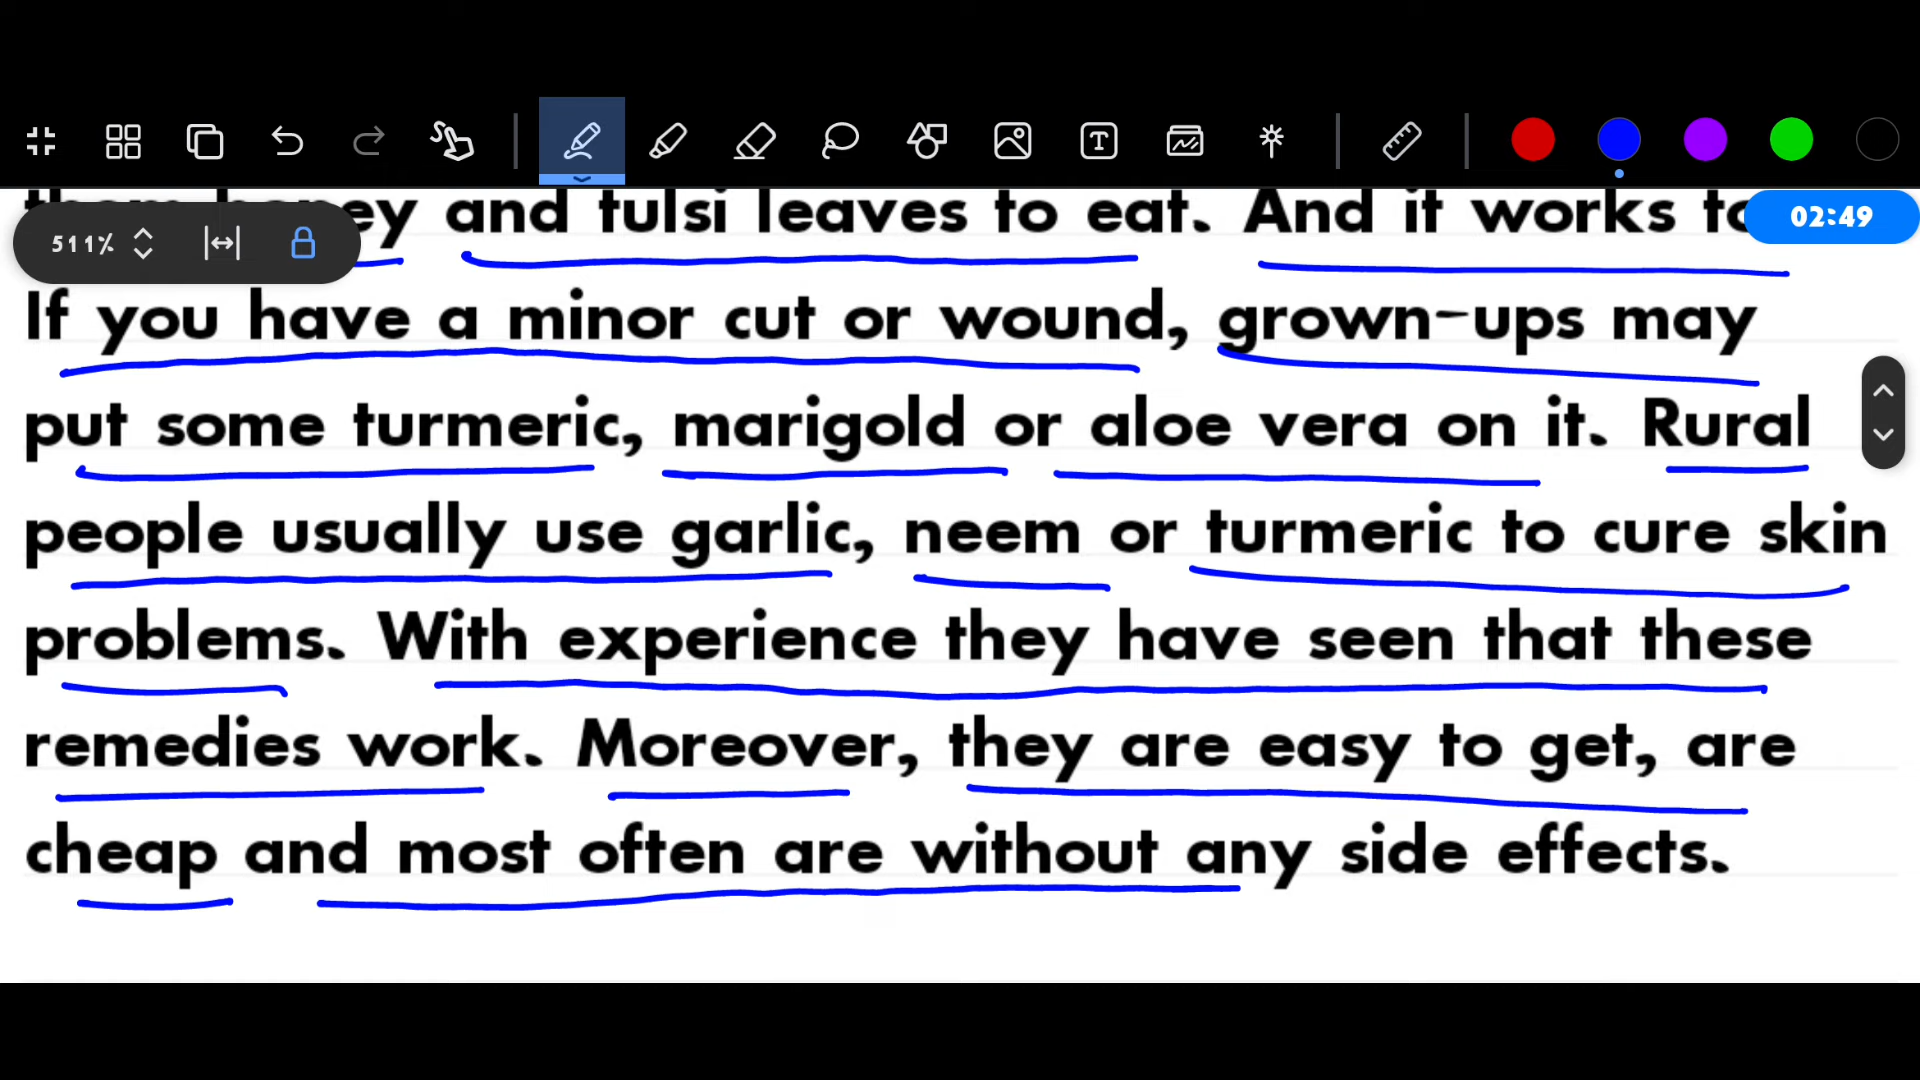 ey and tulsi leaves to eat. And it works
02:49
511%
If you have a minor cut or wound, grown-ups may
put some turmeric, marigold or aloe vera on it. Rural
people usually use garlic, neem or turmeric to cure skin
problems. With experience they have seen that these
remedies work. Moreover, they are easy to get, are
cheap and most often are without any side effects.